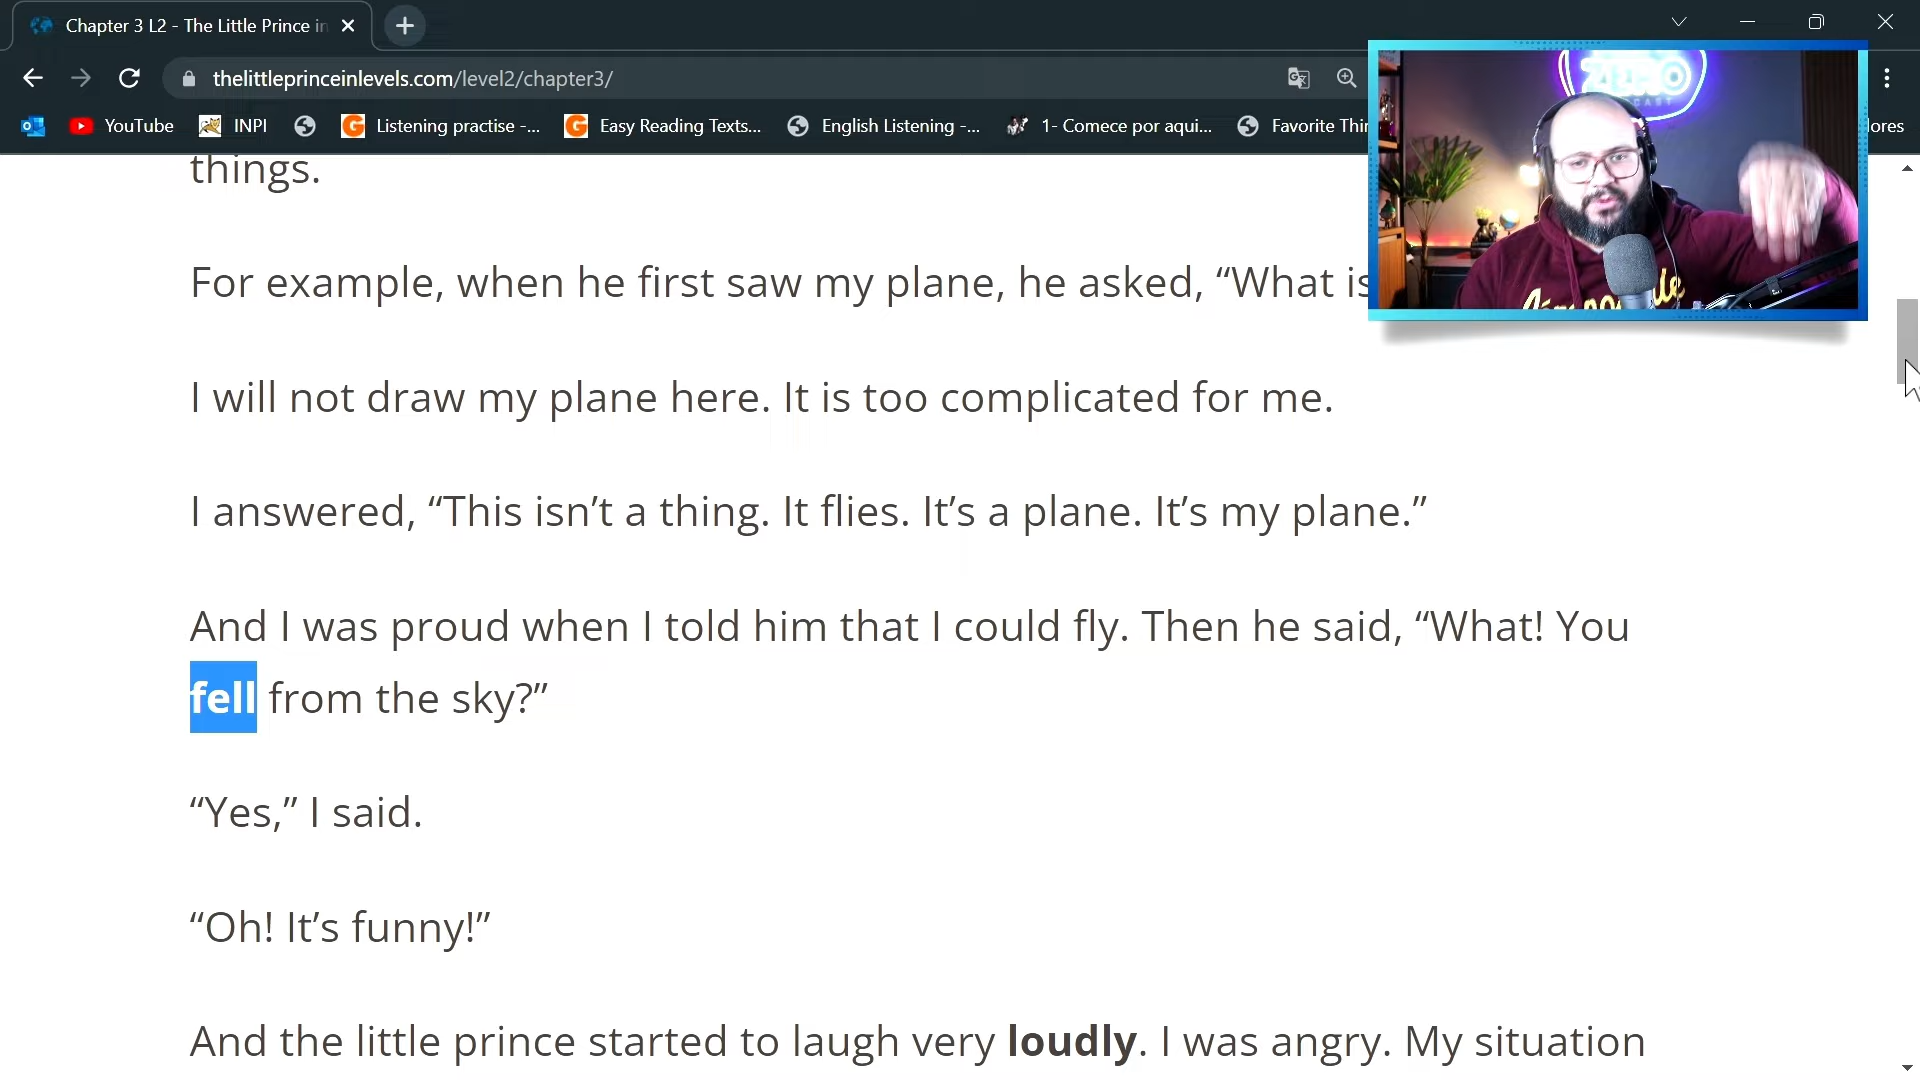 Chapter 3 L2 - The Little Prince in
thelittleprinceinlevels.com/level2/chapter3/
YouTube INPI Listening practise -... Easy Reading Texts... English Listening -... 1- Comece por aqui... Favorite Thi
ores
ZERO
CAST
things.
For example, when he first saw my plane, he asked, “What is
I will not draw my plane here. It is too complicated for me.
I answered, “This isn’t a thing. It flies. It’s a plane. It’s my plane.”
And I was proud when I told him that I could fly. Then he said, “What! You
fell from the sky?”
“Yes,” I said.
“Oh! It’s funny!”
And the little prince started to laugh very loudly. I was angry. My situation